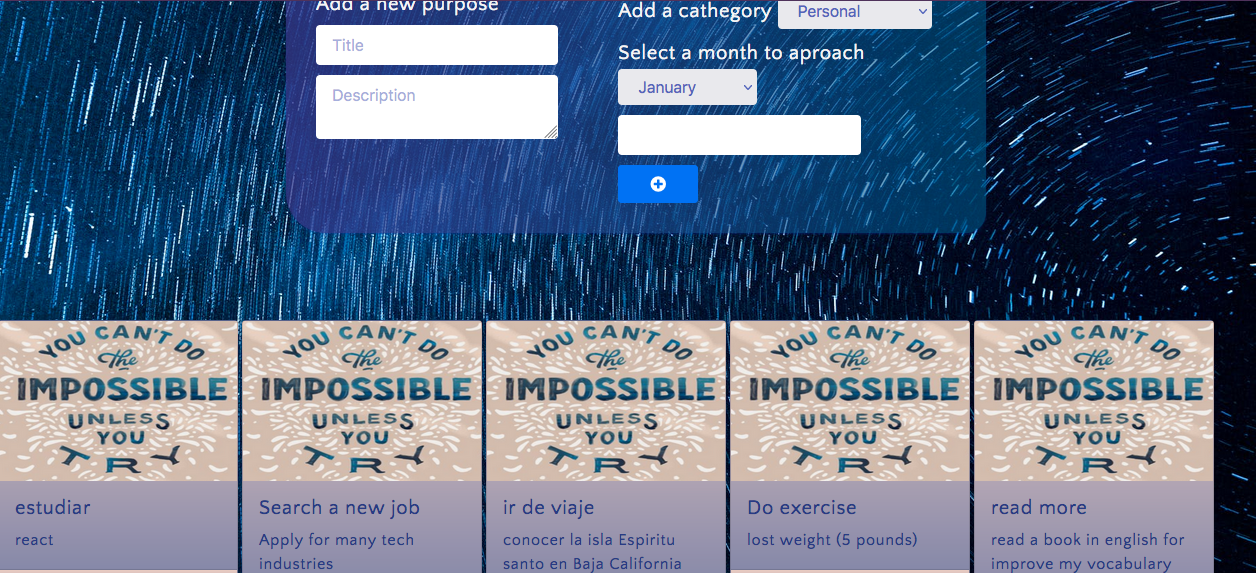 Add a new purpose
Title
Description
Add a cathegory Personal
Select a month to aproach
January
YOU CAN'T DO
the
IMPOSSIBLE
UNLESS
YOU
TRY
estudiar
react
YOU CAN'T DO
the
IMPOSSIBLE
UNLESS
YOU
TRY
Search a new job
Apply for many tech
industries
YOU CAN'T DO
the
IMPOSSIBLE
UNLESS
YOU
TRY
ir de viaje
conocer la isla Espiritu
santo en Baja California
YOU CAN'T DO
the
IMPOSSIBLE
UNLESS
YOU
TRY
Do exercise
lost weight (5 pounds)
YOU CAN'T DO
the
IMPOSSIBLE
UNLESS
YOU
TRY
read more
read a book in english for
improve my vocabulary